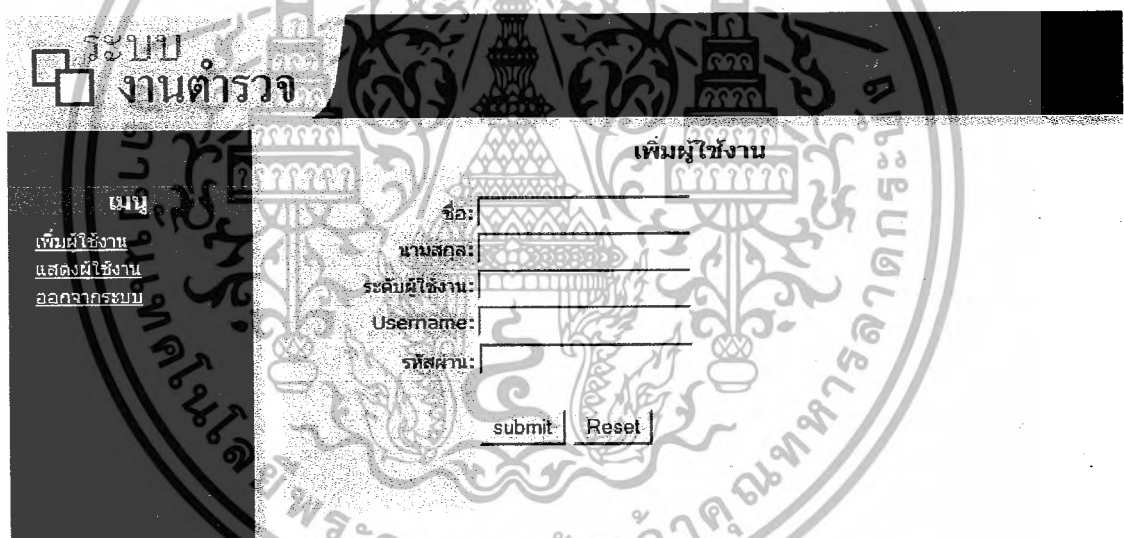 ระบบ
งานตำรวจ
เพิ่มผู้ใช้งาน
เมนู
เพิ่มผู้ใช้งาน
แสดงผู้ใช้งาน
ออกจากระบบ
ชื่อ:
นามสกุล:
ระดับผู้ใช้งาน:
Username:
รหัสผ่าน:
submit Reset